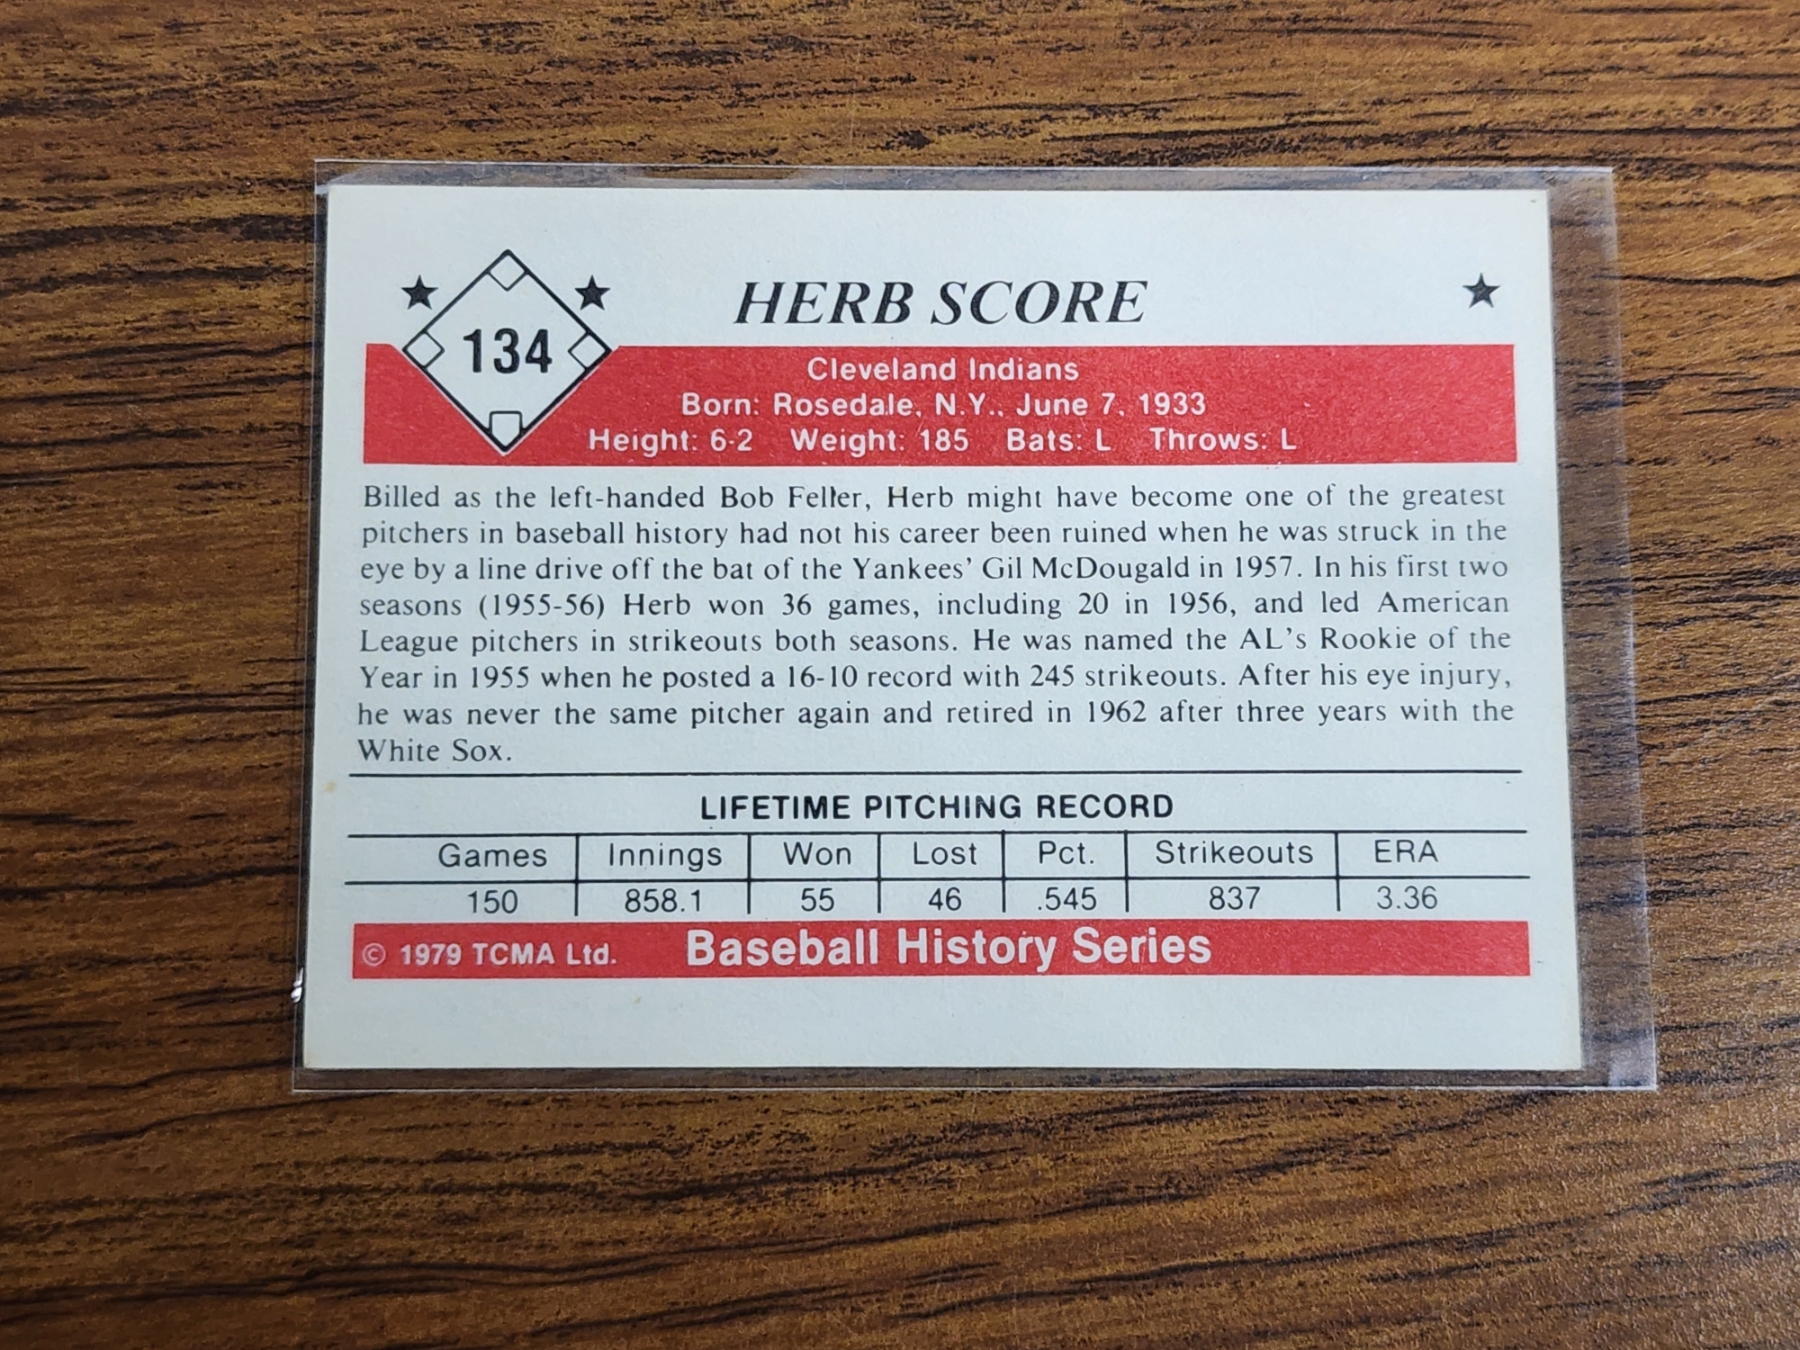 HERB SCORE
134
Cleveland Indians
Born: Rosedale, N.Y., June 7, 1933
Height: 6-2 Weight: 185 Bats: L Throws: L
Billed as the left-handed Bob Feller, Herb might have become one of the greatest
pitchers in baseball history had not his career been ruined when he was struck in the
eye by a line drive off the bat of the Yankees' Gil McDougald in 1957. In his first two
seasons (1955-56) Herb won 36 games, including 20 in 1956, and led American
League pitchers in strikeouts both seasons. He was named the AL's Rookie of the
Year in 1955 when he posted a 16-10 record with 245 strikeouts. After his eye injury,
he was never the same pitcher again and retired in 1962 after three years with the
White Sox.
LIFETIME PITCHING RECORD
Games Innings Won Lost Pct. Strikeouts ERA
150 858.1 55 46 .545 837 3.36
© 1979 TCMA Ltd. Baseball History Series